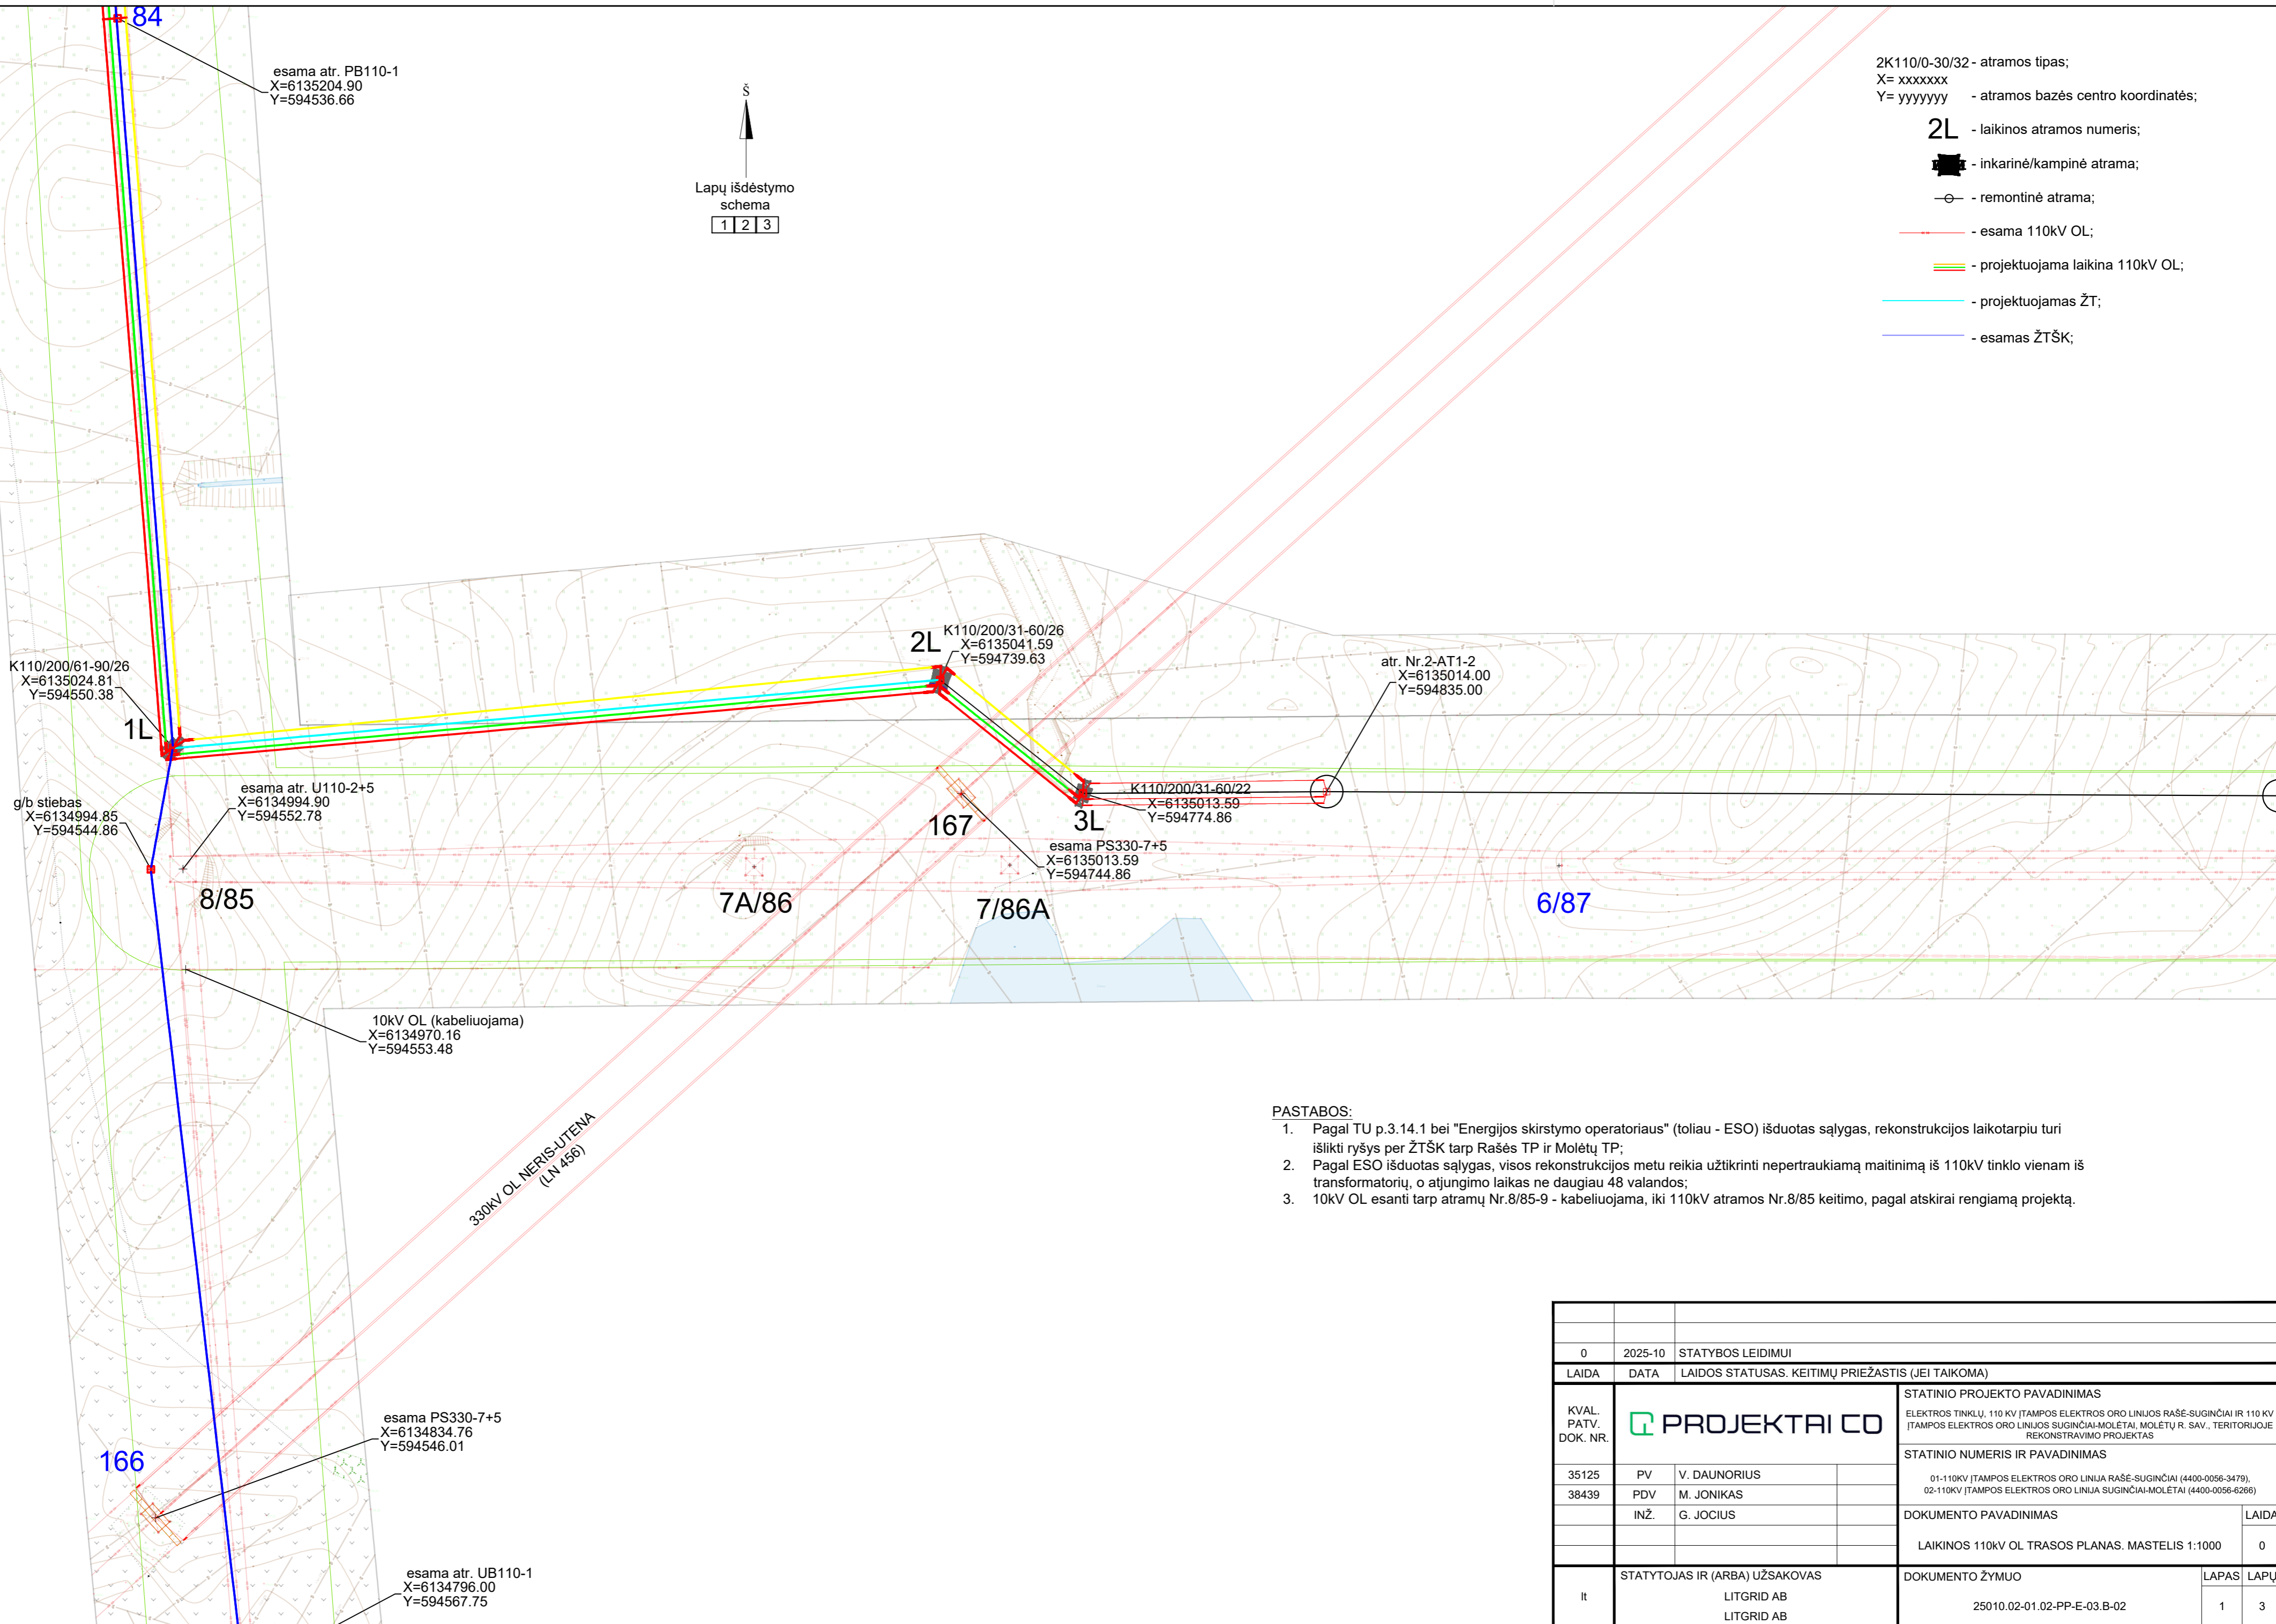 84
esama atr. PB110-1
X=6135204.90
Y=594536.66
Š
Lapų išdėstymo
schema
1 2 3
2K110/0-30/32 - atramos tipas;
X= xxxxxxx
Y= yyyyyyy - atramos bazės centro koordinatės;
2L - laikinos atramos numeris;
- inkarinė/kampinė atrama;
- remontinė atrama;
- esama 110kV OL;
- projektuojama laikina 110kV OL;
- projektuojamas ŽT;
- esamas ŽTŠK;
K110/200/61-90/26
X=6135024.81
Y=594550.38
1L
2L
K110/200/31-60/26
X=6135041.59
Y=594739.63
atr. Nr.2-AT1-2
X=6135014.00
Y=594835.00
g/b stiebas
X=6134994.85
Y=594544.86
esama atr. U110-2+5
X=6134994.90
Y=594552.78
K110/200/31-60/22
X=6135013.59
Y=594774.86
3L
167
esama PS330-7+5
X=6135013.59
Y=594744.86
8/85
7A/86
7/86A
6/87
10kV OL (kabeliuojama)
X=6134970.16
Y=594553.48
330kV OL NERIS-UTENA
(LN 456)
PASTABOS:
1. Pagal TU p.3.14.1 bei "Energijos skirstymo operatoriaus" (toliau - ESO) išduotas sąlygas, rekonstrukcijos laikotarpiu turi
išlikti ryšys per ŽTŠK tarp Rašės TP ir Molėtų TP;
2. Pagal ESO išduotas sąlygas, visos rekonstrukcijos metu reikia užtikrinti nepertraukiamą maitinimą iš 110kV tinklo vienam iš
transformatorių, o atjungimo laikas ne daugiau 48 valandos;
3. 10kV OL esanti tarp atramų Nr.8/85-9 - kabeliuojama, iki 110kV atramos Nr.8/85 keitimo, pagal atskirai rengiamą projektą.
166
esama PS330-7+5
X=6134834.76
Y=594546.01
esama atr. UB110-1
X=6134796.00
Y=594567.75
0 2025-10 STATYBOS LEIDIMUI
LAIDA DATA LAIDOS STATUSAS. KEITIMŲ PRIEŽASTIS (JEI TAIKOMA)
KVAL.
PATV.
DOK. NR.
PROJEKTAI CO
STATINIO PROJEKTO PAVADINIMAS
ELEKTROS TINKLŲ, 110 KV ĮTAMPOS ELEKTROS ORO LINIJOS RAŠĖ-SUGINČIAI IR 110 KV
ĮTAMPOS ELEKTROS ORO LINIJOS SUGINČIAI-MOLĖTAI, MOLĖTŲ R. SAV., TERITORIJOJE
REKONSTRAVIMO PROJEKTAS
STATINIO NUMERIS IR PAVADINIMAS
01-110KV ĮTAMPOS ELEKTROS ORO LINIJA RAŠĖ-SUGINČIAI (4400-0056-3479),
02-110KV ĮTAMPOS ELEKTROS ORO LINIJA SUGINČIAI-MOLĖTAI (4400-0056-6266)
35125 PV V. DAUNORIUS
38439 PDV M. JONIKAS
INŽ. G. JOCIUS
DOKUMENTO PAVADINIMAS LAIDA
LAIKINOS 110kV OL TRASOS PLANAS. MASTELIS 1:1000 0
lt
STATYTOJAS IR (ARBA) UŽSAKOVAS
LITGRID AB
LITGRID AB
DOKUMENTO ŽYMUO LAPAS LAPŲ
25010.02-01.02-PP-E-03.B-02 1 3